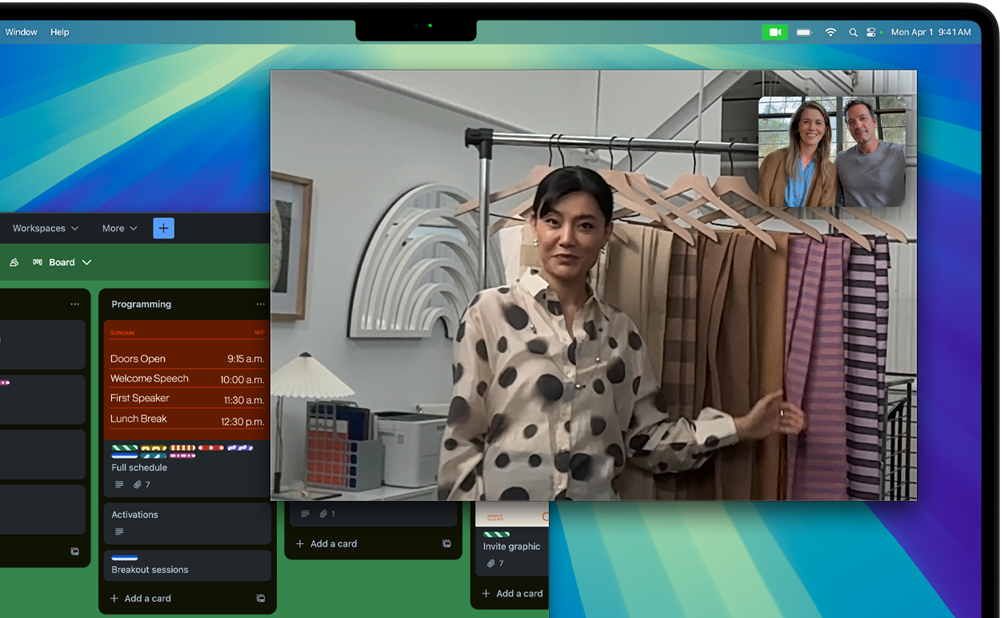 Window Help
Mon Apr 1 9:41 AM
Workspaces More
Board
Programming
Schedule
Doors Open 9:15 a.m.
Welcome Speech 10:00 a.m.
First Speaker 11:30 a.m.
Lunch Break 12:30 p.m.
Full schedule
7
Activations
Breakout sessions
+ Add a card
1
+ Add a card
Invite graphic
7
+ Add a card